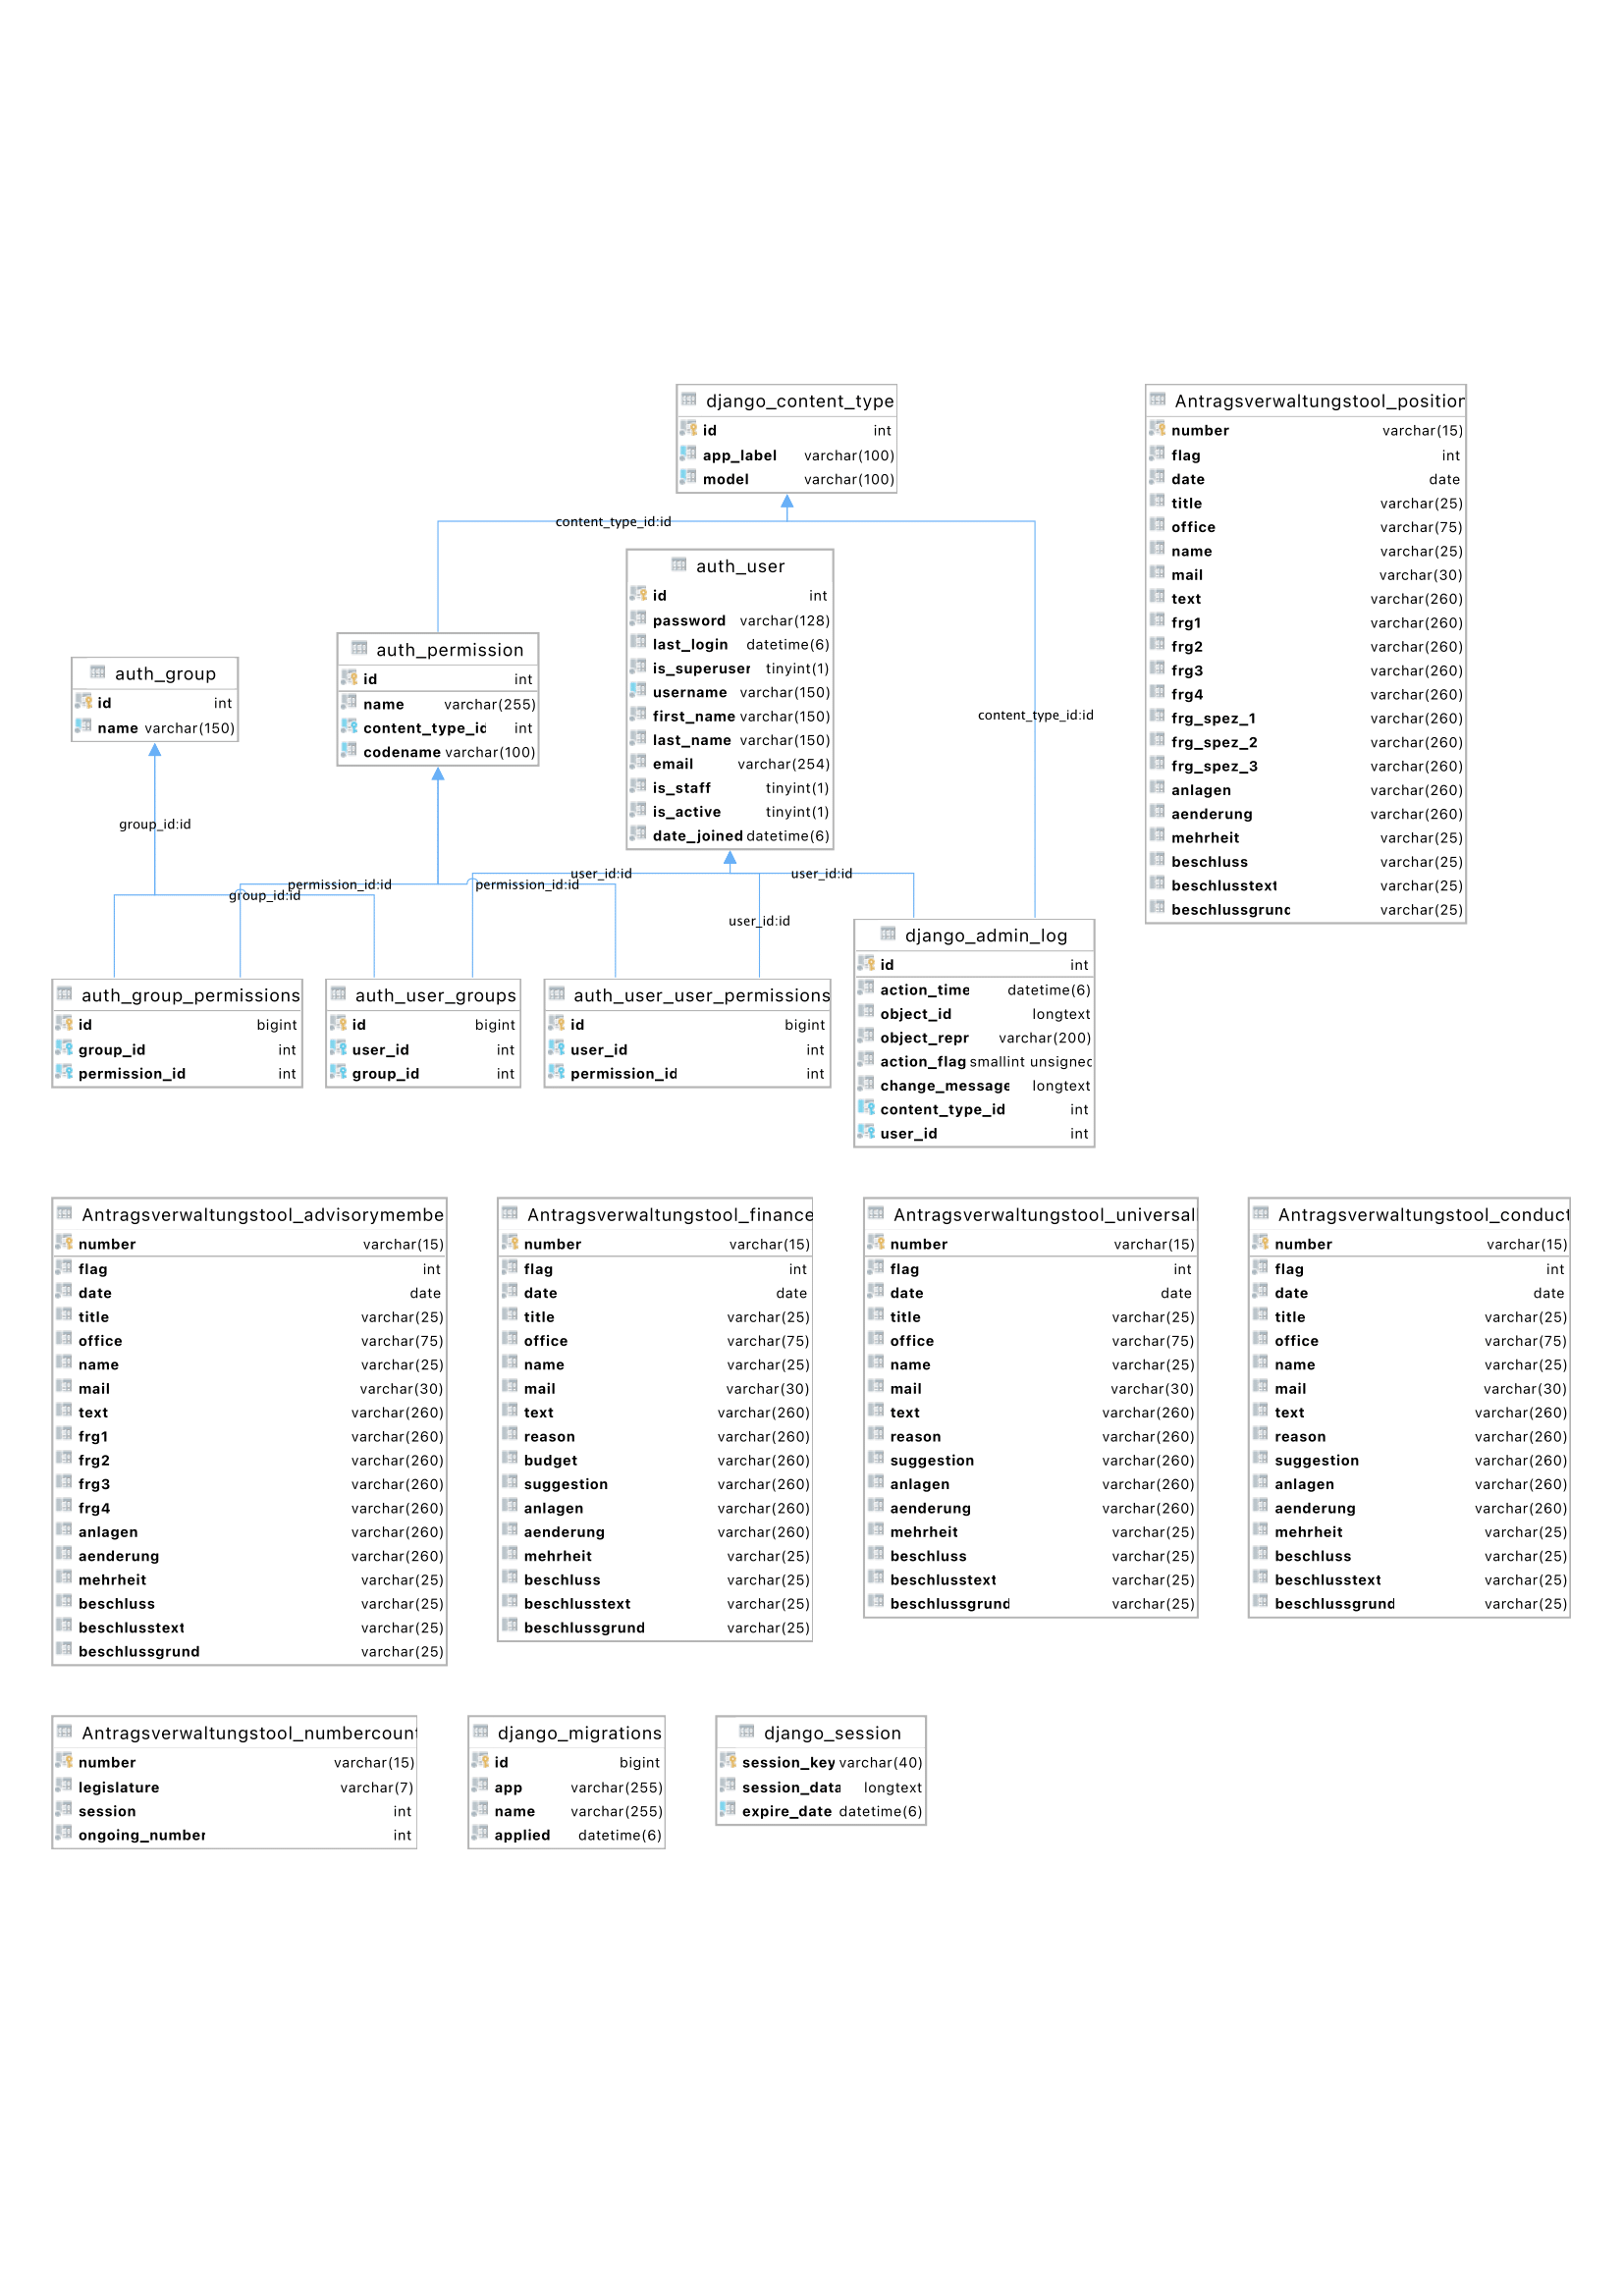 django_content_type
id int
app_label varchar(100)
model varchar(100)
Antragsverwaltungstool_position
number varchar(15)
flag int
date date
title varchar(25)
office varchar(75)
name varchar(25)
mail varchar(30)
text varchar(260)
frg1 varchar(260)
frg2 varchar(260)
frg3 varchar(260)
frg4 varchar(260)
frg_spez_1 varchar(260)
frg_spez_2 varchar(260)
frg_spez_3 varchar(260)
anlagen varchar(260)
aenderung varchar(260)
mehrheit varchar(25)
beschluss varchar(25)
beschlusstext varchar(25)
beschlussgrund varchar(25)
content_type_id:id
content_type_id:id
auth_user
id int
password varchar(128)
last_login datetime(6)
is_superuser tinyint(1)
username varchar(150)
first_name varchar(150)
last_name varchar(150)
email varchar(254)
is_staff tinyint(1)
is_active tinyint(1)
date_joined datetime(6)
auth_permission
id int
name varchar(255)
content_type_id int
codename varchar(100)
auth_group
id int
name varchar(150)
group_id:id
permission_id:id
group_id:id
permission_id:id
user_id:id
user_id:id
user_id:id
auth_group_permissions
id bigint
group_id int
permission_id int
auth_user_groups
id bigint
user_id int
group_id int
auth_user_user_permissions
id bigint
user_id int
permission_id int
django_admin_log
id int
action_time datetime(6)
object_id longtext
object_repr varchar(200)
action_flag smallint unsigned
change_message longtext
content_type_id int
user_id int
Antragsverwaltungstool_advisorymembe
number varchar(15)
flag int
date date
title varchar(25)
office varchar(75)
name varchar(25)
mail varchar(30)
text varchar(260)
frg1 varchar(260)
frg2 varchar(260)
frg3 varchar(260)
frg4 varchar(260)
anlagen varchar(260)
aenderung varchar(260)
mehrheit varchar(25)
beschluss varchar(25)
beschlusstext varchar(25)
beschlussgrund varchar(25)
Antragsverwaltungstool_finance
number varchar(15)
flag int
date date
title varchar(25)
office varchar(75)
name varchar(25)
mail varchar(30)
text varchar(260)
reason varchar(260)
budget varchar(260)
suggestion varchar(260)
anlagen varchar(260)
aenderung varchar(260)
mehrheit varchar(25)
beschluss varchar(25)
beschlusstext varchar(25)
beschlussgrund varchar(25)
Antragsverwaltungstool_universal
number varchar(15)
flag int
date date
title varchar(25)
office varchar(75)
name varchar(25)
mail varchar(30)
text varchar(260)
reason varchar(260)
suggestion varchar(260)
anlagen varchar(260)
aenderung varchar(260)
mehrheit varchar(25)
beschluss varchar(25)
beschlusstext varchar(25)
beschlussgrund varchar(25)
Antragsverwaltungstool_conduct
number varchar(15)
flag int
date date
title varchar(25)
office varchar(75)
name varchar(25)
mail varchar(30)
text varchar(260)
reason varchar(260)
suggestion varchar(260)
anlagen varchar(260)
aenderung varchar(260)
mehrheit varchar(25)
beschluss varchar(25)
beschlusstext varchar(25)
beschlussgrund varchar(25)
Antragsverwaltungstool_numbercount
number varchar(15)
legislature varchar(7)
session int
ongoing_number int
django_migrations
id bigint
app varchar(255)
name varchar(255)
applied datetime(6)
django_session
session_key varchar(40)
session_data longtext
expire_date datetime(6)